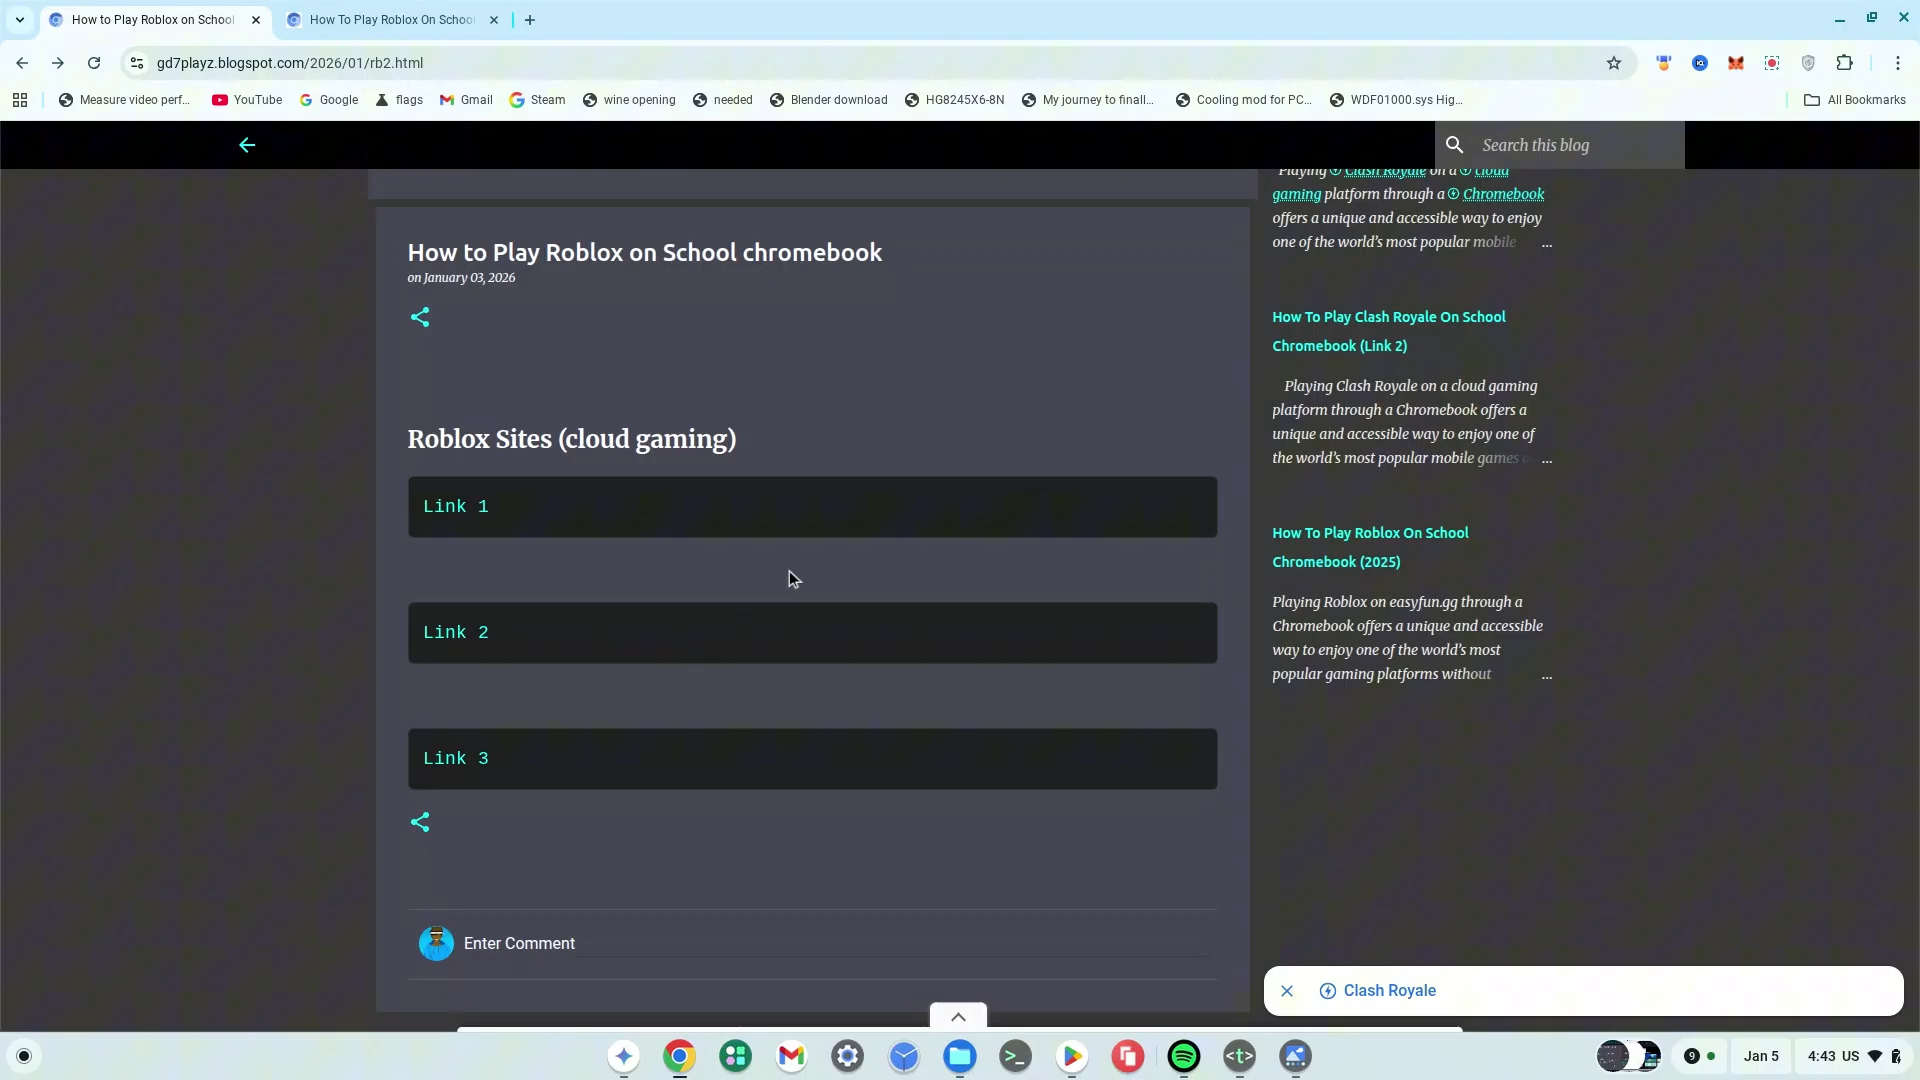 How to Play Roblox on School
How To Play Roblox On School
gd7playz.blogspot.com/2026/01/rb2.html
Measure video perf...
YouTube
Google
flags
Gmail
Steam
wine opening
needed
Blender download
HG8245X6-8N
My journey to finall...
Cooling mod for PC...
WDF01000.sys Hig...
All Bookmarks
Search this blog
How to Play Roblox on School chromebook
on January 03, 2026
Roblox Sites (cloud gaming)
Link 1
Link 2
Link 3
Enter Comment
Playing Clash Royale on a cloud
gaming platform through a Chromebook
offers a unique and accessible way to enjoy
one of the world's most popular mobile ...
How To Play Clash Royale On School
Chromebook (Link 2)
Playing Clash Royale on a cloud gaming
platform through a Chromebook offers a
unique and accessible way to enjoy one of
the world's most popular mobile games ...
How To Play Roblox On School
Chromebook (2025)
Playing Roblox on easyfun.gg through a
Chromebook offers a unique and accessible
way to enjoy one of the world's most
popular gaming platforms without ...
Clash Royale
9
Jan 5
4:43 US